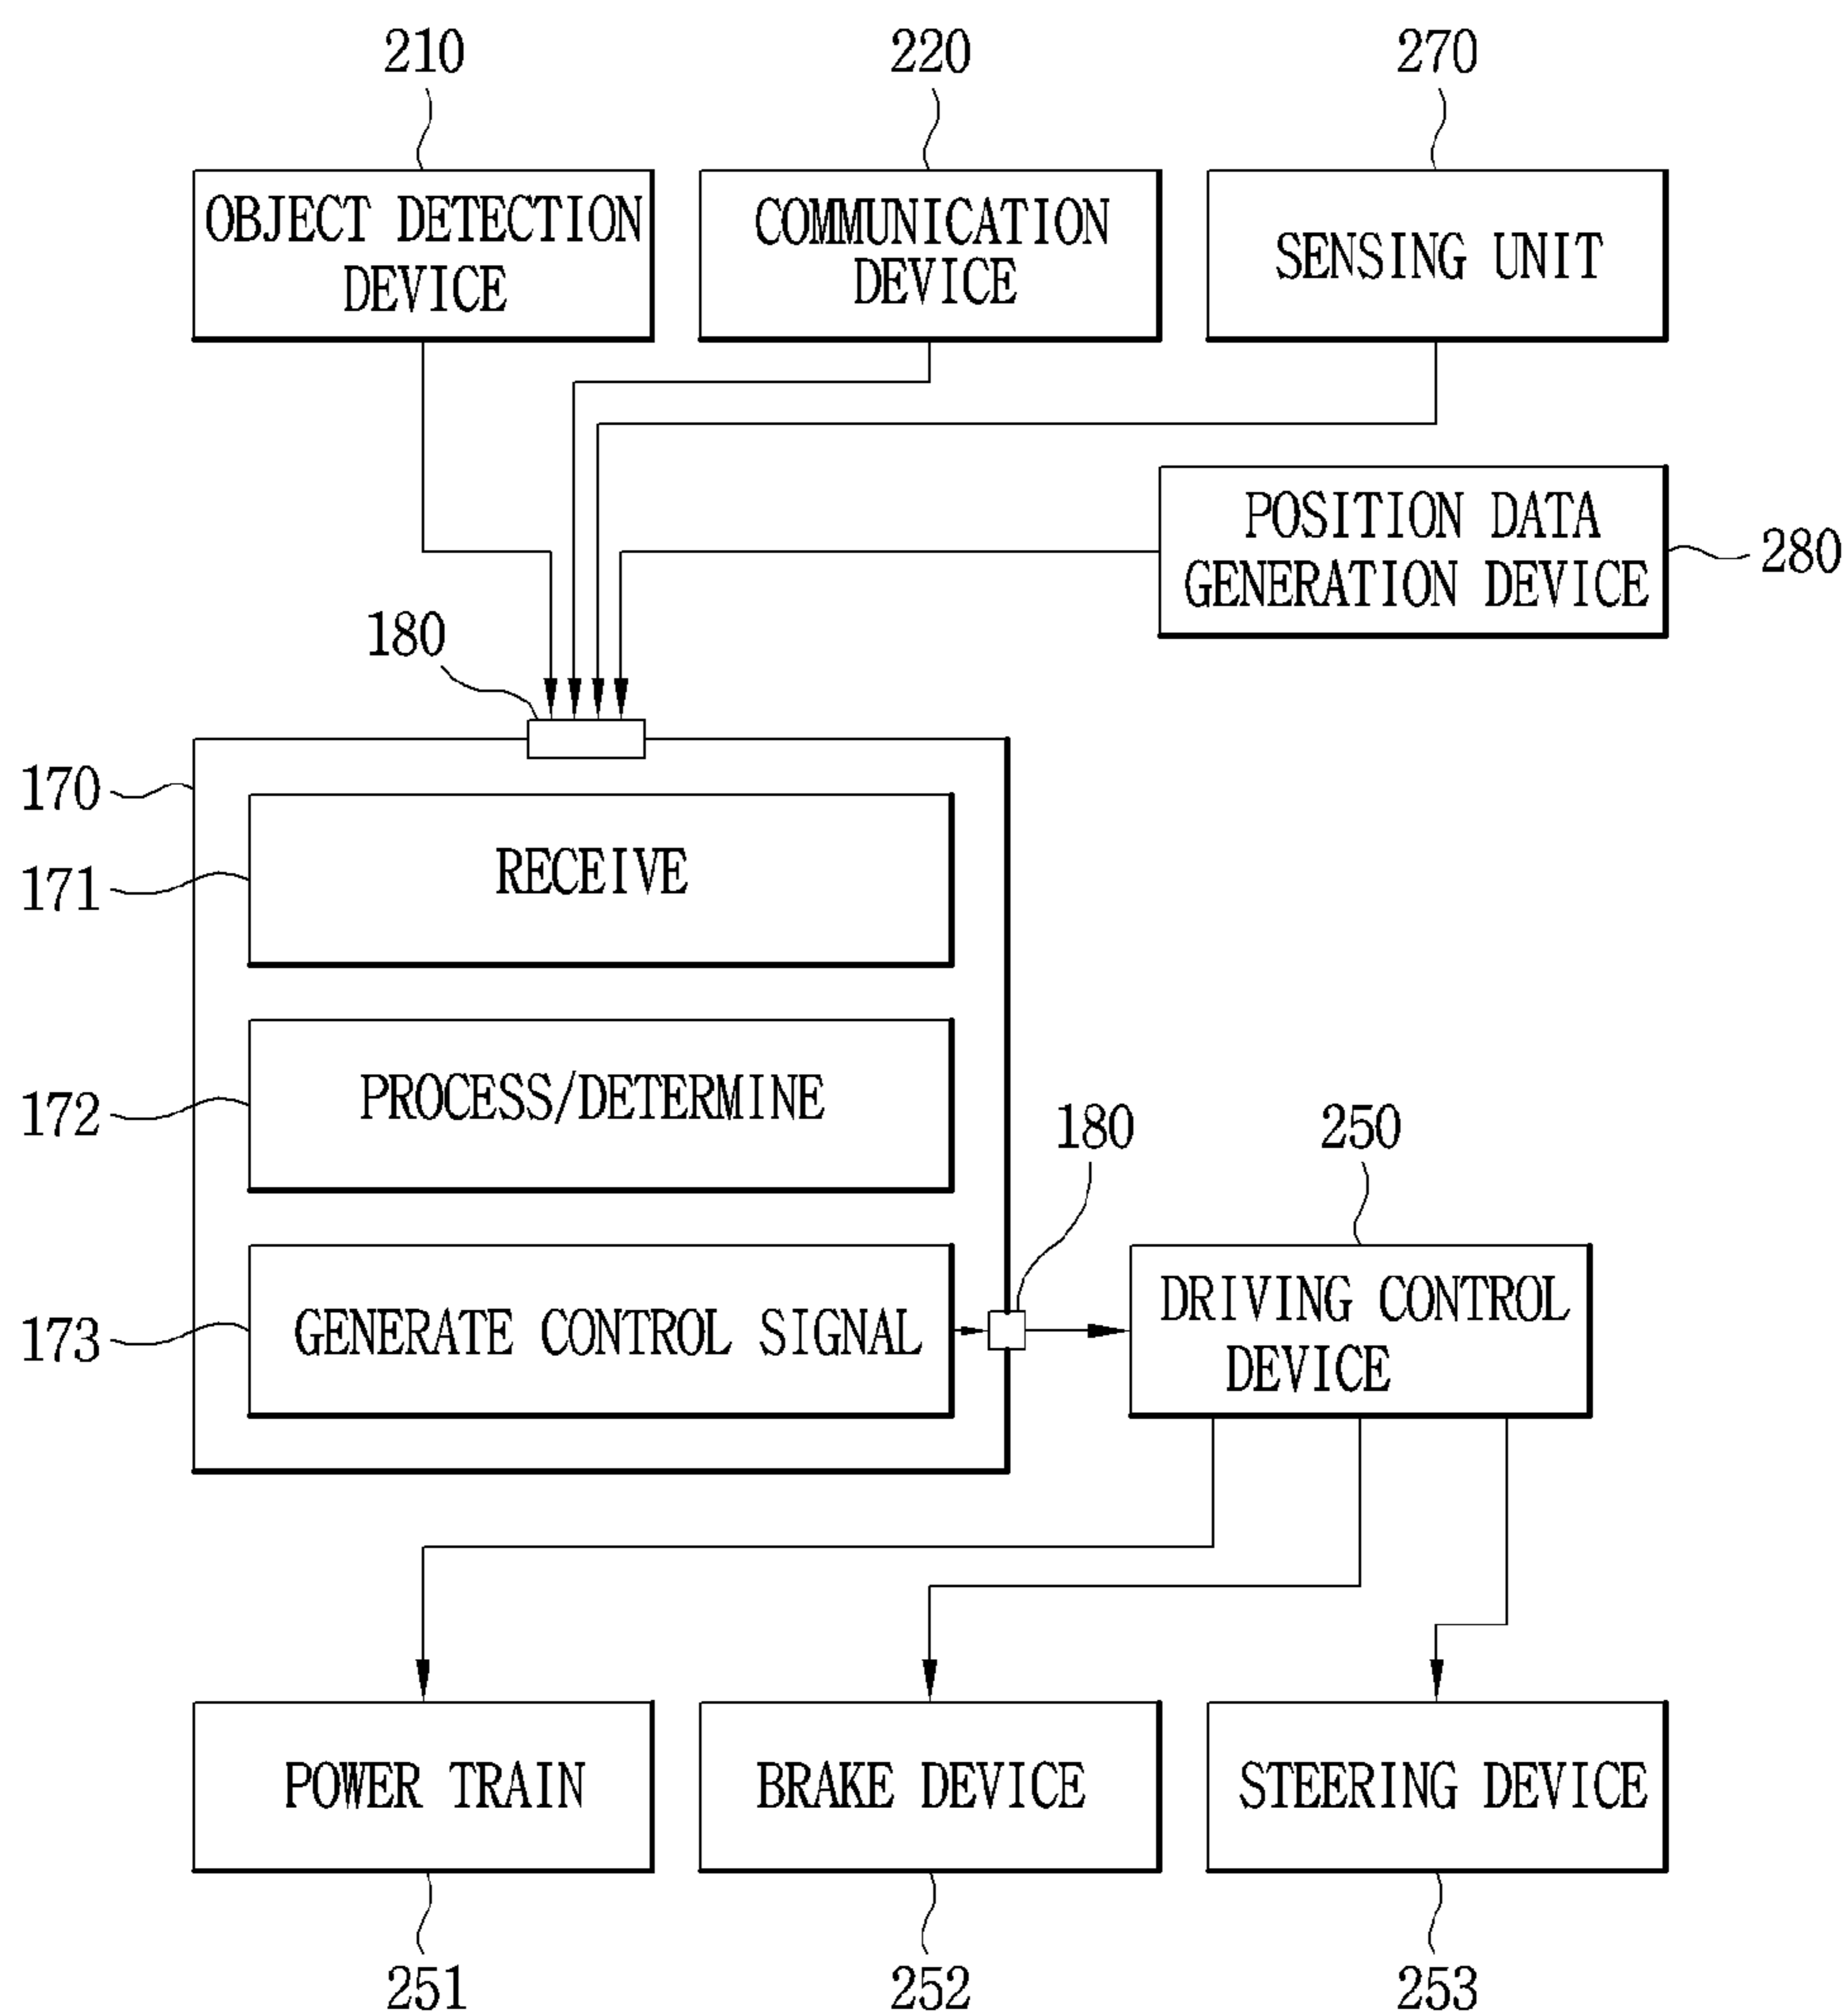 210
220
270
OBJECT DETECTION
DEVICE
COMMUNICATION
DEVICE
SENSING UNIT
POSITION DATA
GENERATION DEVICE
280
180
170
RECEIVE
171
PROCESS/DETERMINE
172
180
250
GENERATE CONTROL SIGNAL
173
DRIVING CONTROL
DEVICE
POWER TRAIN
BRAKE DEVICE
STEERING DEVICE
251
252
253